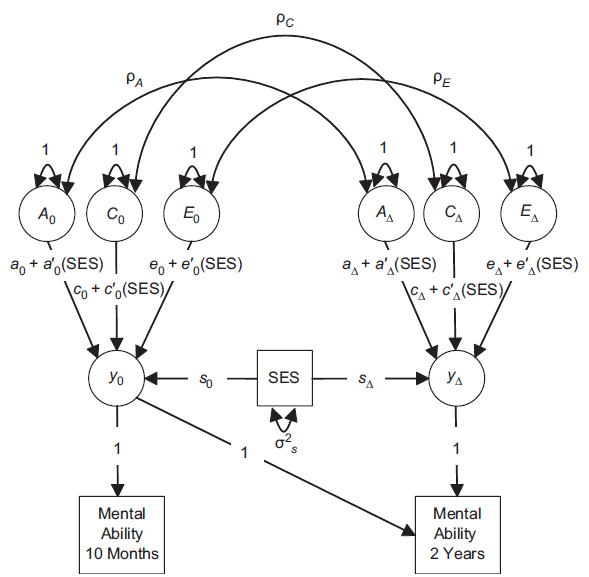 ρC
ρA ρE
1 1 1 1 1 1
A0 C0 E0 AΔ CΔ EΔ
a0 + a′0(SES) e0 + e′0(SES) aΔ + a′Δ(SES) eΔ + e′Δ(SES)
c0 + c′0(SES) cΔ + c′Δ(SES)
y0 s0 SES sΔ yΔ
σ2s
1 1 1
Mental
Ability
10 Months
Mental
Ability
2 Years